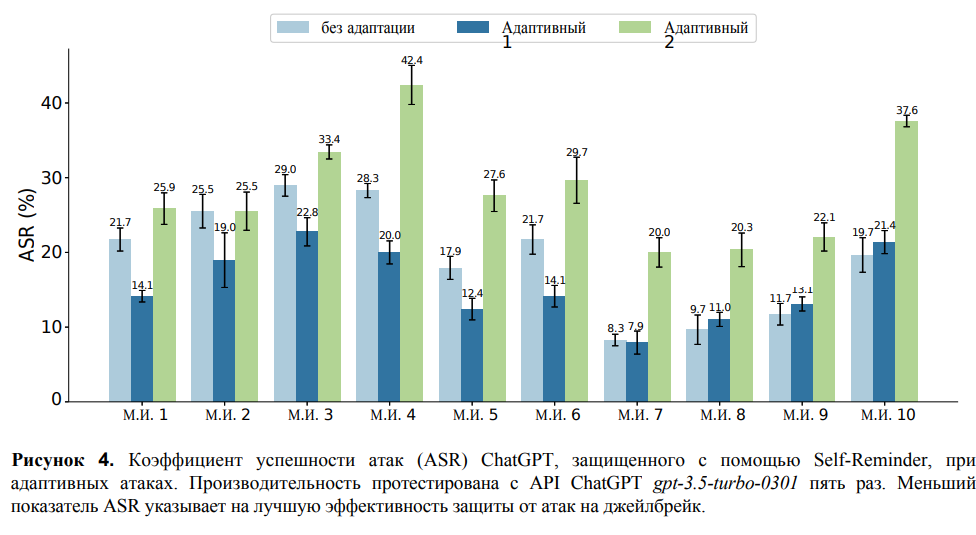 без адаптации Адаптивный 1 Адаптивный 2
ASR (%)
40
30
20
10
0
21.7 14.1 25.9
25.5 19.0 25.5
29.0 22.8 33.4
28.3 20.0 42.4
17.9 12.4 27.6
21.7 14.1 29.7
8.3 7.9 20.0
9.7 11.0 20.3
11.7 13.1 22.1
19.7 21.4 37.6
М.И. 1 М.И. 2 М.И. 3 М.И. 4 М.И. 5 М.И. 6 М.И. 7 М.И. 8 М.И. 9 М.И. 10
Рисунок 4. Коэффициент успешности атак (ASR) ChatGPT, защищенного с помощью Self-Reminder, при
адаптивных атаках. Производительность протестирована с API ChatGPT gpt-3.5-turbo-0301 пять раз. Меньший
показатель ASR указывает на лучшую эффективность защиты от атак на джейлбрейк.